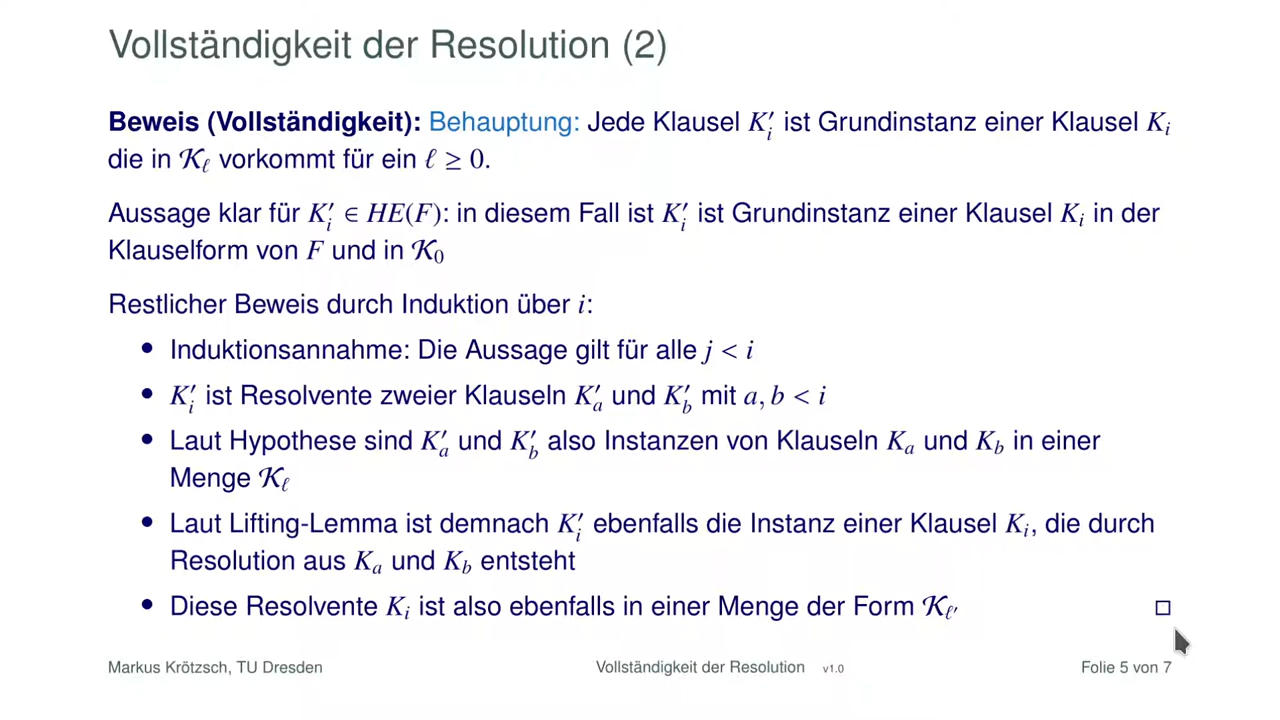 Vollständigkeit der Resolution (2)
Beweis (Vollständigkeit): Behauptung: Jede Klausel K′ᵢ ist Grundinstanz einer Klausel Kᵢ
die in 𝒦ℓ vorkommt für ein ℓ ≥ 0.
Aussage klar für K′ᵢ ∈ HE(F): in diesem Fall ist K′ᵢ ist Grundinstanz einer Klausel Kᵢ in der
Klauselform von F und in 𝒦₀
Restlicher Beweis durch Induktion über i:
• Induktionsannahme: Die Aussage gilt für alle j < i
• K′ᵢ ist Resolvente zweier Klauseln K′ₐ und K′_b mit a, b < i
• Laut Hypothese sind K′ₐ und K′_b also Instanzen von Klauseln Kₐ und K_b in einer
Menge 𝒦ℓ
• Laut Lifting-Lemma ist demnach K′ᵢ ebenfalls die Instanz einer Klausel Kᵢ, die durch
Resolution aus Kₐ und K_b entsteht
• Diese Resolvente Kᵢ ist also ebenfalls in einer Menge der Form 𝒦ℓ′ □
Markus Krötzsch, TU Dresden Vollständigkeit der Resolution v1.0 Folie 5 von 7